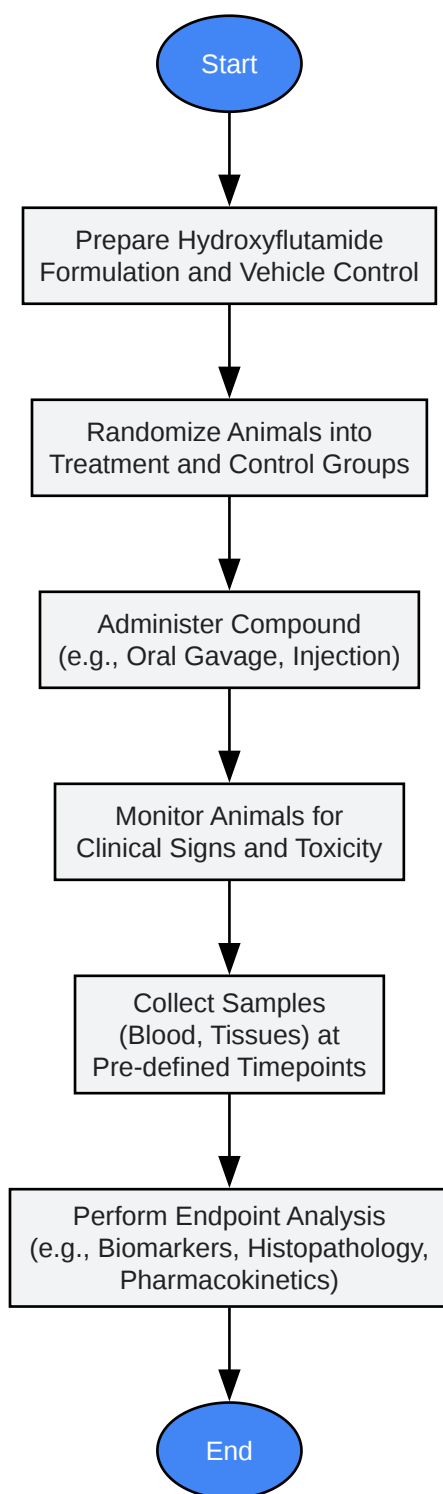 Start
Prepare Hydroxyflutamide
Formulation and Vehicle Control
Randomize Animals into
Treatment and Control Groups
Administer Compound
(e.g., Oral Gavage, Injection)
Monitor Animals for
Clinical Signs and Toxicity
Collect Samples
(Blood, Tissues) at
Pre-defined Timepoints
Perform Endpoint Analysis
(e.g., Biomarkers, Histopathology,
Pharmacokinetics)
End